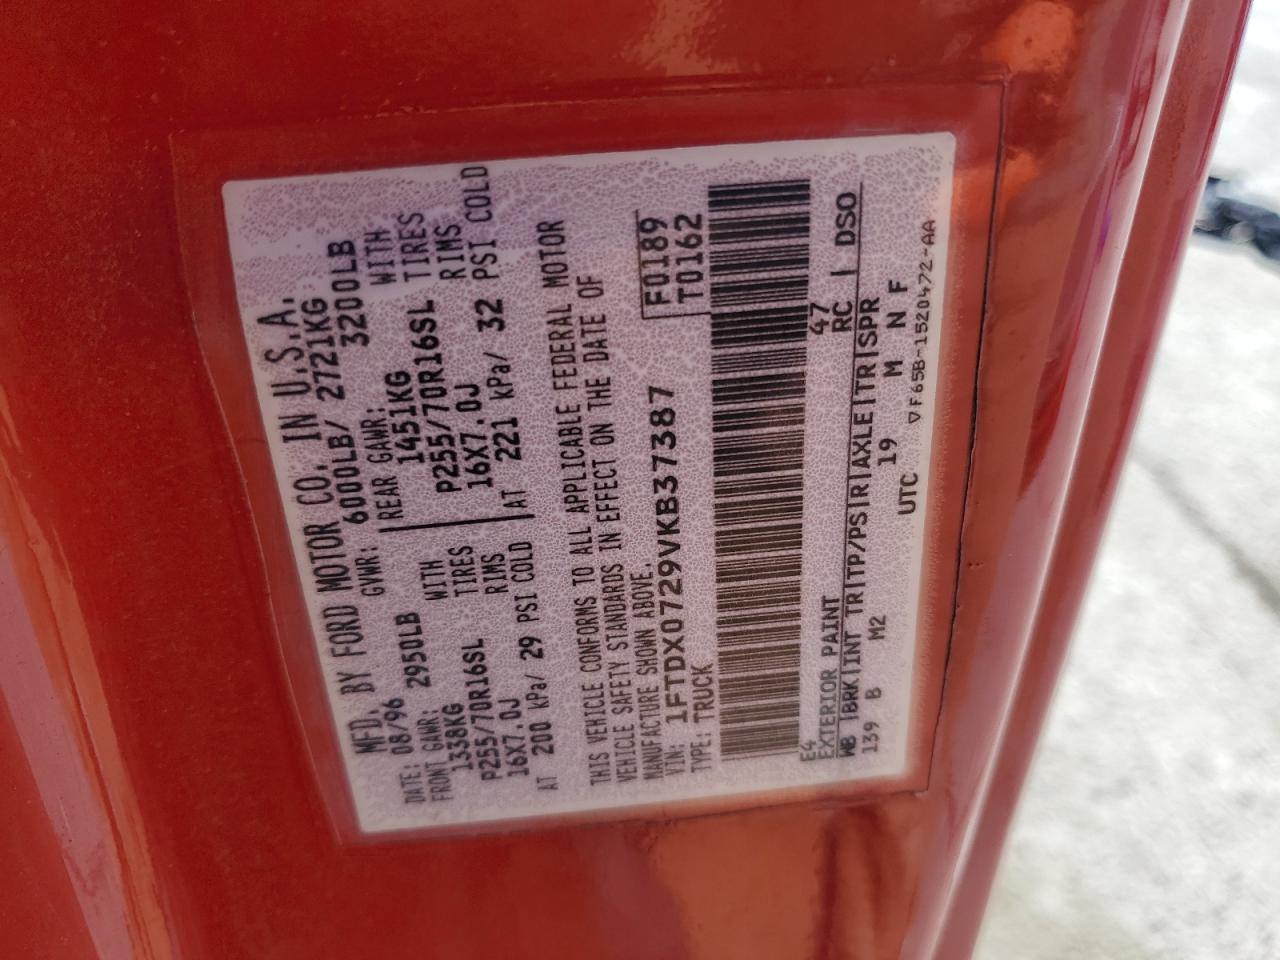 MFD. BY FORD MOTOR CO. IN U.S.A.
DATE: 08/96 GVWR: 6000LB/ 2721KG
FRONT GAWR: 2950LB REAR GAWR: 3200LB
1338KG WITH 1451KG WITH
P255/70R16SL TIRES P255/70R16SL TIRES
16X7.0J RIMS 16X7.0J RIMS
AT 200 kPa/ 29 PSI COLD AT 221 kPa/ 32 PSI COLD
THIS VEHICLE CONFORMS TO ALL APPLICABLE FEDERAL MOTOR
VEHICLE SAFETY STANDARDS IN EFFECT ON THE DATE OF
MANUFACTURE SHOWN ABOVE.
VIN: 1FTDX0729VKB37387 F0189
TYPE: TRUCK T0162
E4 47
EXTERIOR PAINT RC DSO
WB BRK INT TR TP/PS R AXLE TR SPR
139 B M2 19 M N F
UTC ▽F65B-1520472-AA